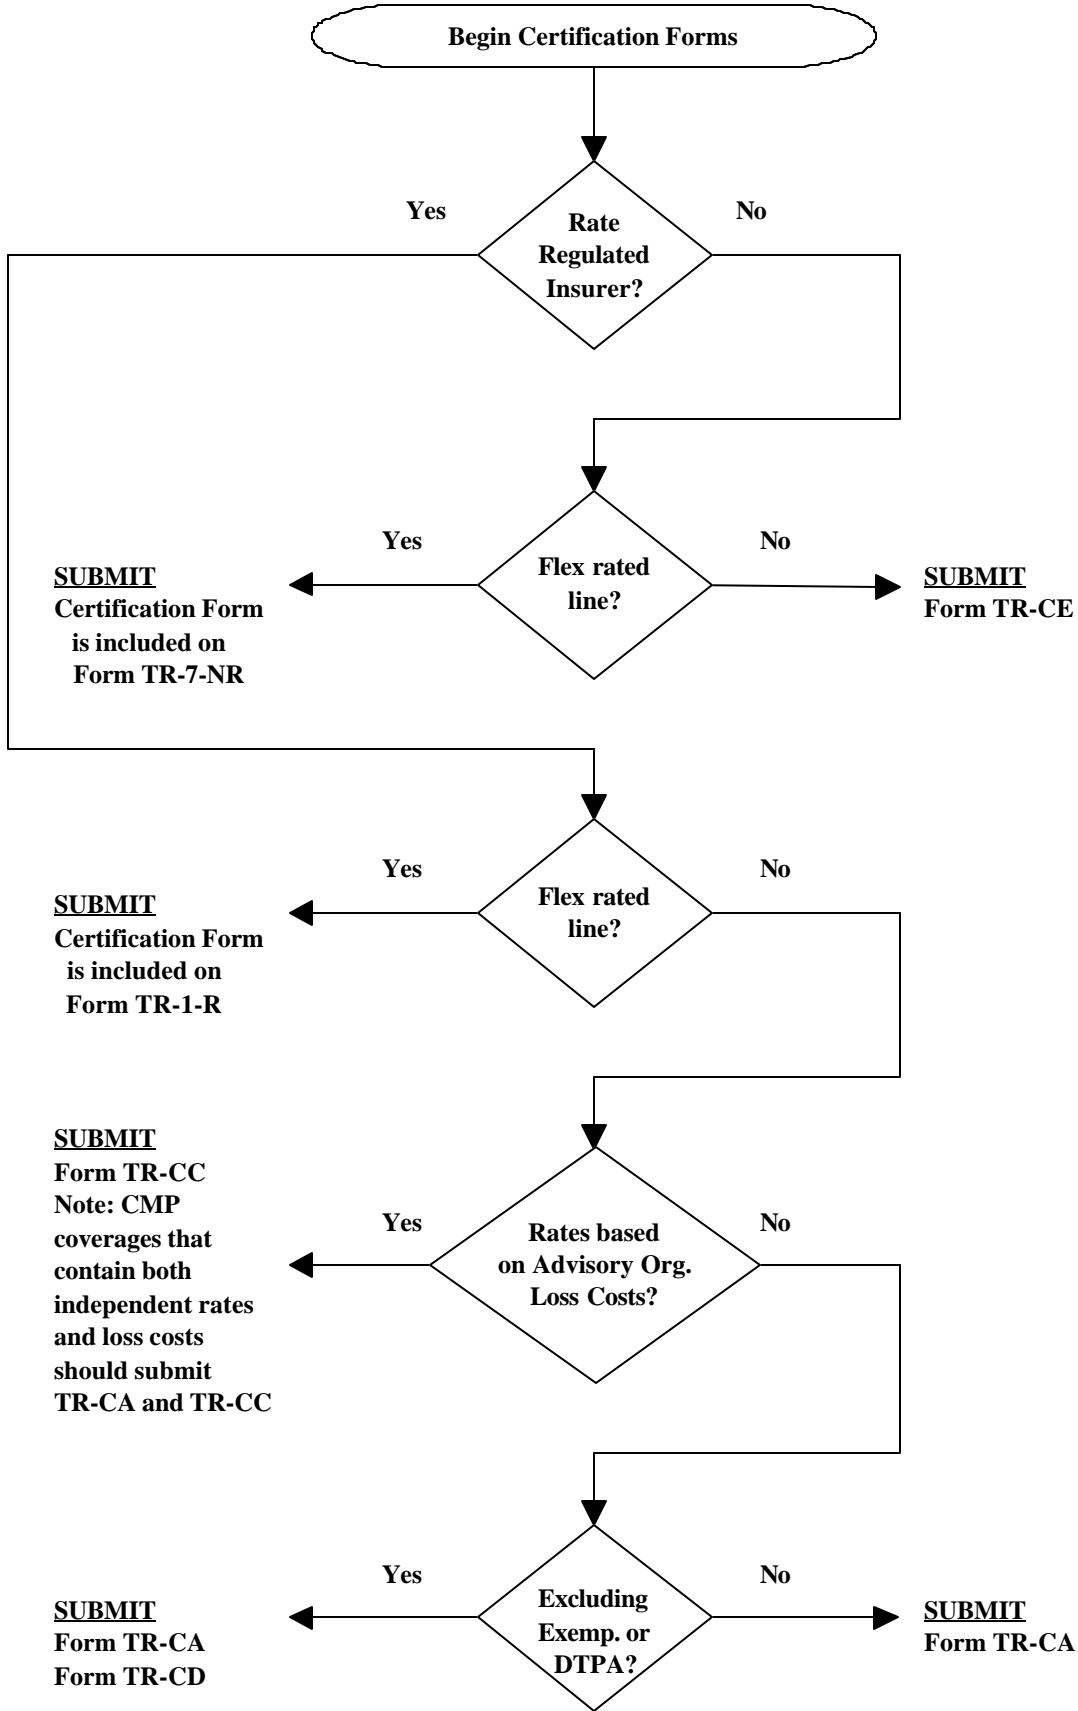 Begin Certification Forms
Yes
No
Rate
Regulated
Insurer?
Yes
No
Flex rated
line?
SUBMIT
Certification Form
is included on
Form TR-7-NR
SUBMIT
Form TR-CE
Yes
No
Flex rated
line?
SUBMIT
Certification Form
is included on
Form TR-1-R
SUBMIT
Form TR-CC
Note: CMP
coverages that
contain both
independent rates
and loss costs
should submit
TR-CA and TR-CC
Yes
No
Rates based
on Advisory Org.
Loss Costs?
Yes
No
Excluding
Exemp. or
DTPA?
SUBMIT
Form TR-CA
Form TR-CD
SUBMIT
Form TR-CA